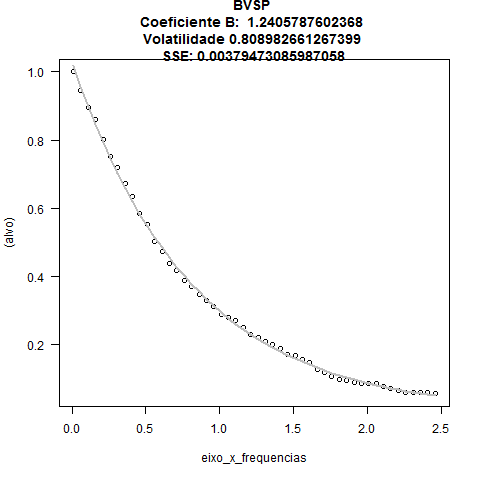 BVSP
Coeficiente B:  1.2405787602368
Volatilidade 0.808982661267399
SSE: 0.00379473085987058
1.0
0.8
0.6
0.4
0.2
(alvo)
0.0 0.5 1.0 1.5 2.0 2.5
eixo_x_frequencias